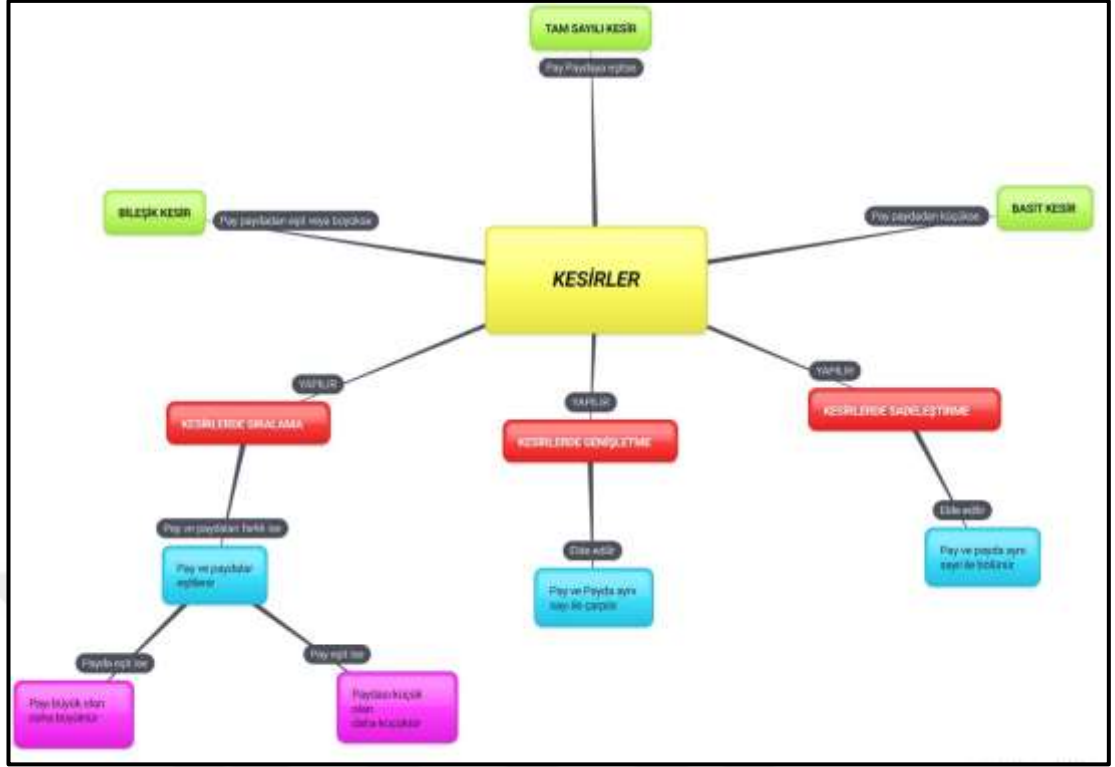 TAM SAYILI KESİR
Pay Paydaya eşitse
BİLEŞİK KESİR
Pay paydadan eşit veya büyükse
Pay paydadan küçükse
BASİT KESİR
KESİRLER
YAPILIR
YAPILIR
YAPILIR
KESİRLERDE SIRALAMA
KESİRLERDE GENİŞLETME
KESİRLERDE SADELEŞTİRME
Pay ve paydaları farklı ise
Elde edilir
Elde edilir
Pay ve paydalar
eşitlenir
Pay ve Payda aynı
sayı ile çarpılır
Pay ve payda aynı
sayı ile bölünür
Payda eşit ise
Pay eşit ise
Payı büyük olan
daha büyüktür
Paydası küçük
olan
daha küçüktür